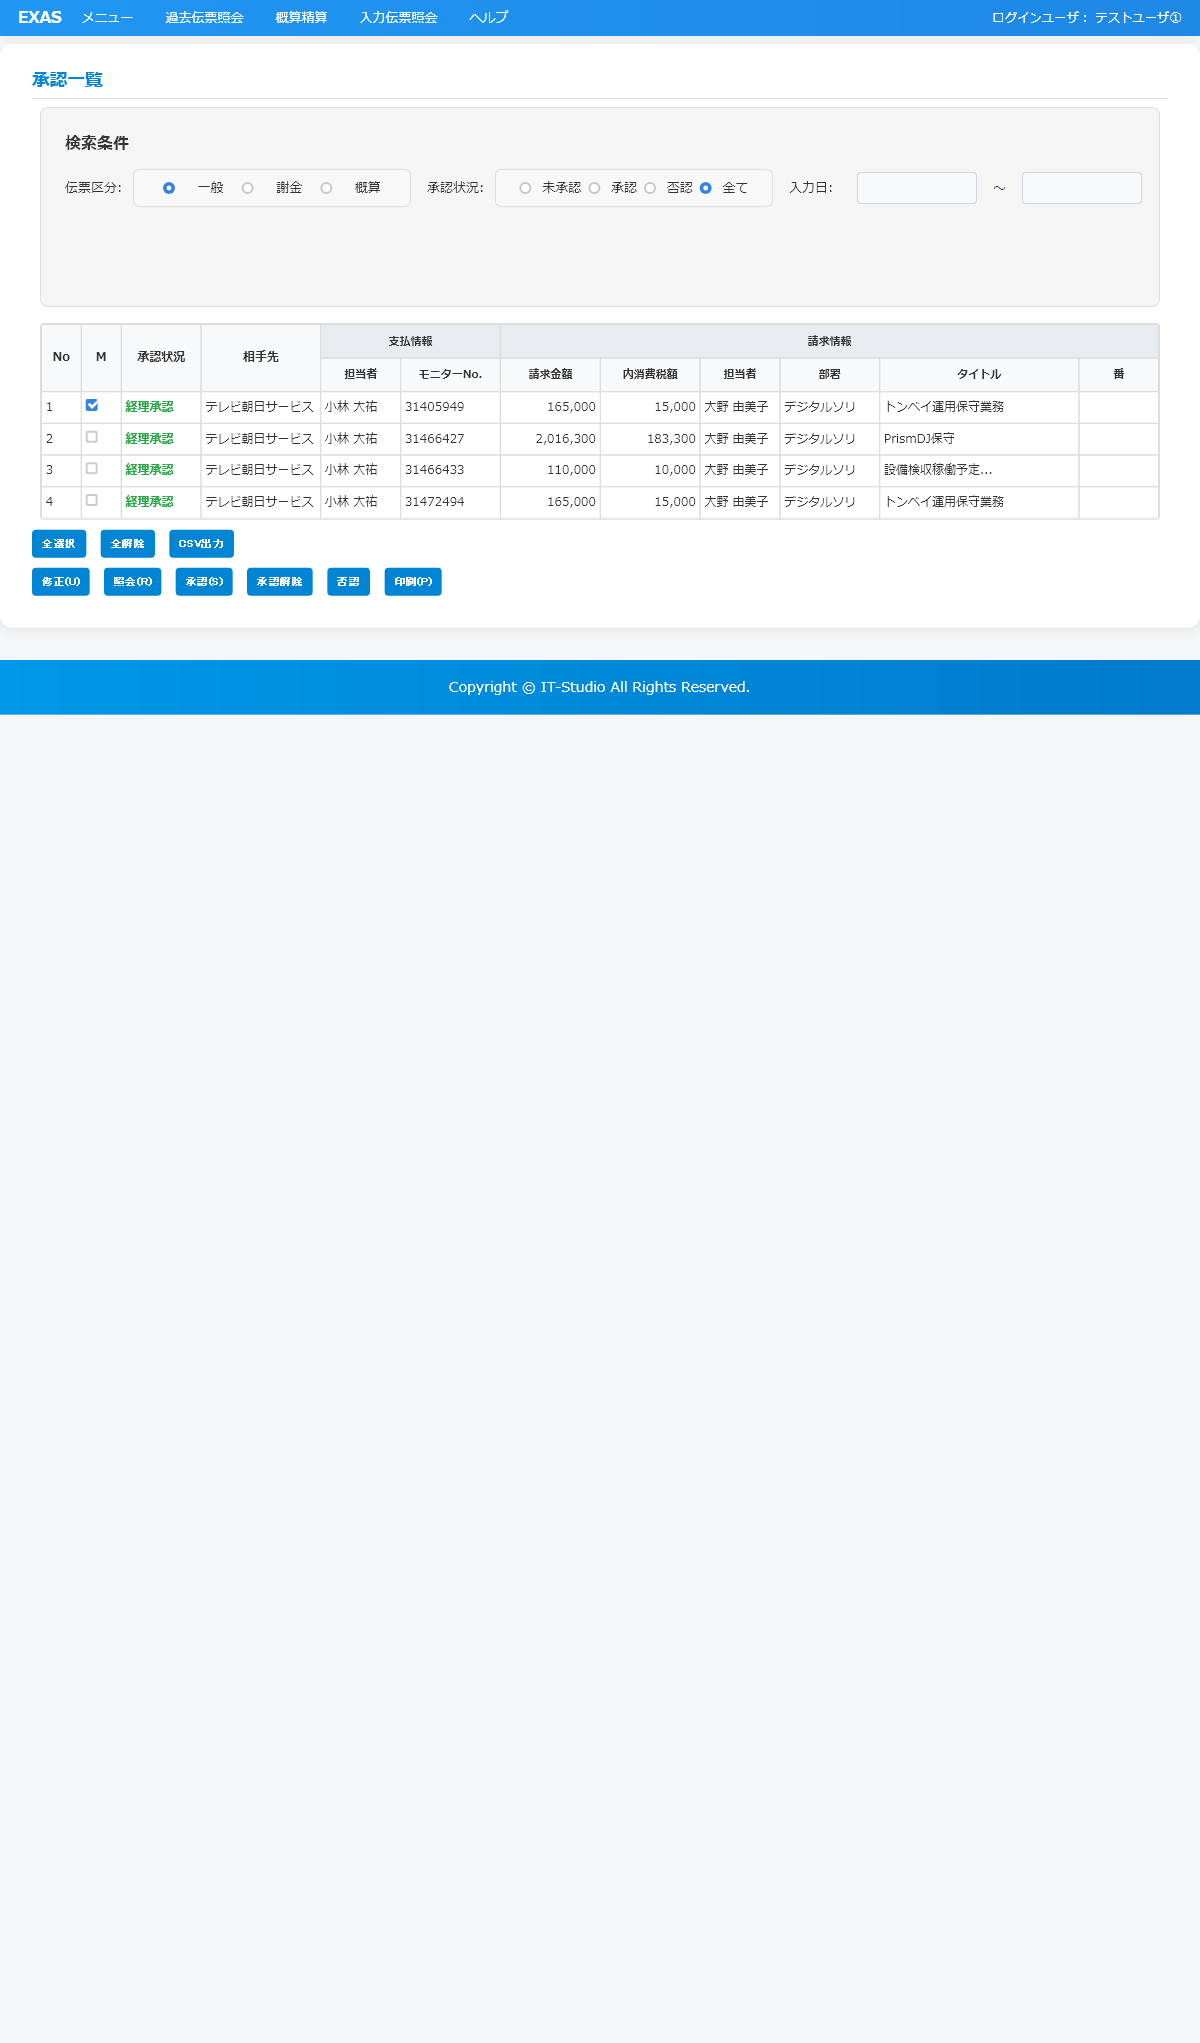 EXAS メニュー 過去伝票照会 概算精算 入力伝票照会 ヘルプ ログインユーザ： テストユーザ①
承認一覧
検索条件
伝票区分: 一般 謝金 概算 承認状況: 未承認 承認 否認 全て 入力日: ～
No M 承認状況 相手先 支払情報 請求情報
担当者 モニターNo. 請求金額 内消費税額 担当者 部署 タイトル 番
1 経理承認 テレビ朝日サービス 小林 大祐 31405949 165,000 15,000 大野 由美子 デジタルソリ トンベイ運用保守業務
2 経理承認 テレビ朝日サービス 小林 大祐 31466427 2,016,300 183,300 大野 由美子 デジタルソリ PrismDJ保守
3 経理承認 テレビ朝日サービス 小林 大祐 31466433 110,000 10,000 大野 由美子 デジタルソリ 設備検収稼働予定...
4 経理承認 テレビ朝日サービス 小林 大祐 31472494 165,000 15,000 大野 由美子 デジタルソリ トンベイ運用保守業務
全選択 全解除 CSV出力
修正(U) 照会(R) 承認(S) 承認解除 否認 印刷(P)
Copyright © IT-Studio All Rights Reserved.